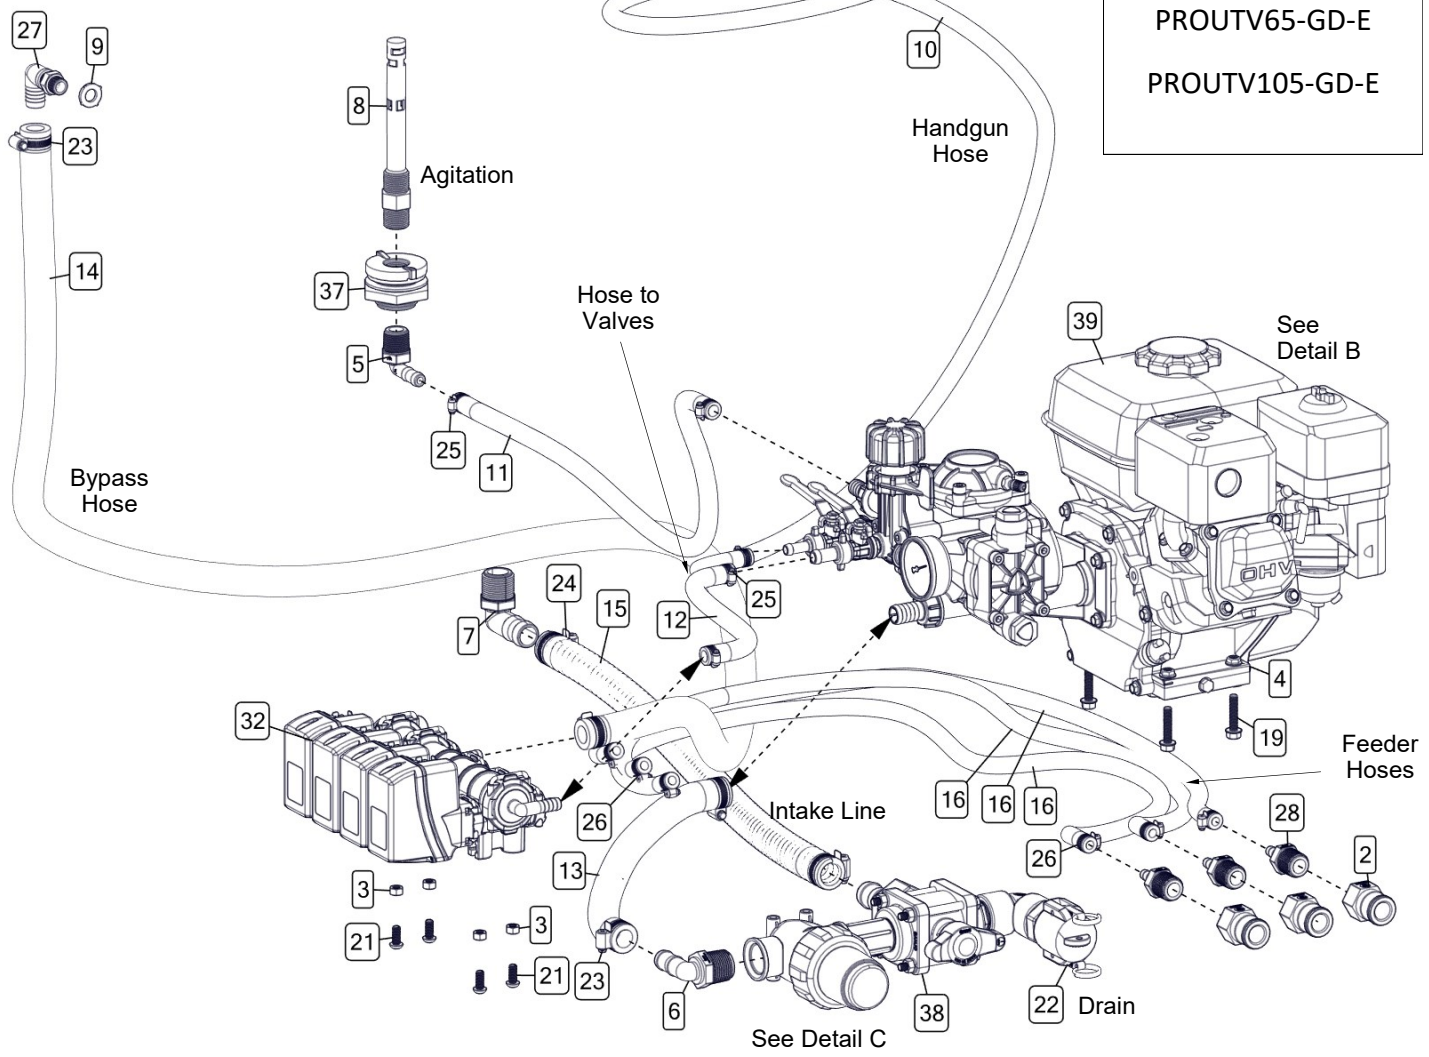 PROUTV65-GD-E
PROUTV105-GD-E
27
9
10
8
23
Handgun
Hose
Agitation
14
37
Hose to
Valves
39
See
Detail B
5
25
11
Bypass
Hose
OHV
24
15
25
7
12
4
32
19
Feeder
Hoses
16
16
16
26
Intake Line
26
28
2
13
3
3
21
21
23
6
38
22
Drain
See Detail C